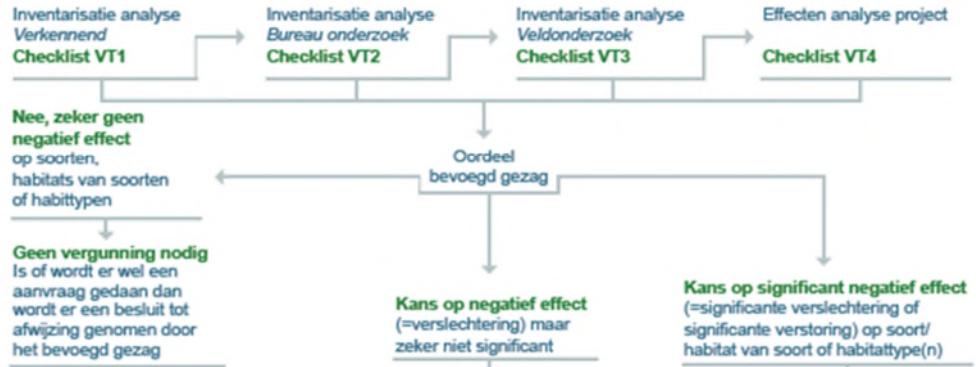 Inventarisatie analyse
Verkennend
Checklist VT1
Inventarisatie analyse
Bureau onderzoek
Checklist VT2
Inventarisatie analyse
Veldonderzoek
Checklist VT3
Effecten analyse project
Checklist VT4
Nee, zeker geen
negatief effect
op soorten,
habitats van soorten
of habittypen
Oordeel
bevoegd gezag
Geen vergunning nodig
Is of wordt er wel een
aanvraag gedaan dan
wordt er een besluit tot
afwijzing genomen door
het bevoegd gezag
Kans op negatief effect
(=verslechtering) maar
zeker niet significant
Kans op significant negatief effect
(=significante verslechtering of
significante verstoring) op soort/
habitat van soort of habitattype(n)